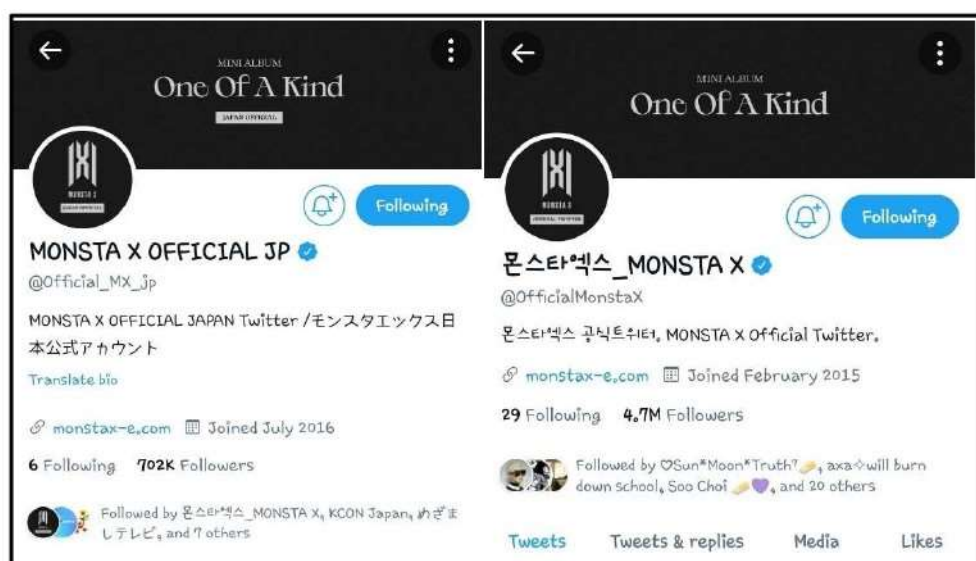 MINI ALBUM
One Of A Kind
JAPAN OFFICIAL
MONSTA X
MONSTA X OFFICIAL JP
@Official_MX_jp
Following
MONSTA X OFFICIAL JAPAN Twitter /モンスタエックス日
本公式アカウント
Translate bio
monstax-e.com Joined July 2016
6 Following 702K Followers
Followed by 몬스타엑스_MONSTA X, KCON Japan, めざま
しテレビ, and 7 others
MINI ALBUM
One Of A Kind
MONSTA X
Following
몬스타엑스_MONSTA X
@OfficialMonstaX
몬스타엑스 공식트위터, MONSTA X Official Twitter.
monstax-e.com Joined February 2015
29 Following 4.7M Followers
Followed by ♡Sun*Moon*Truth⁷, axa✧will burn
down school, Soo Choi 💜, and 20 others
Tweets Tweets & replies Media Likes